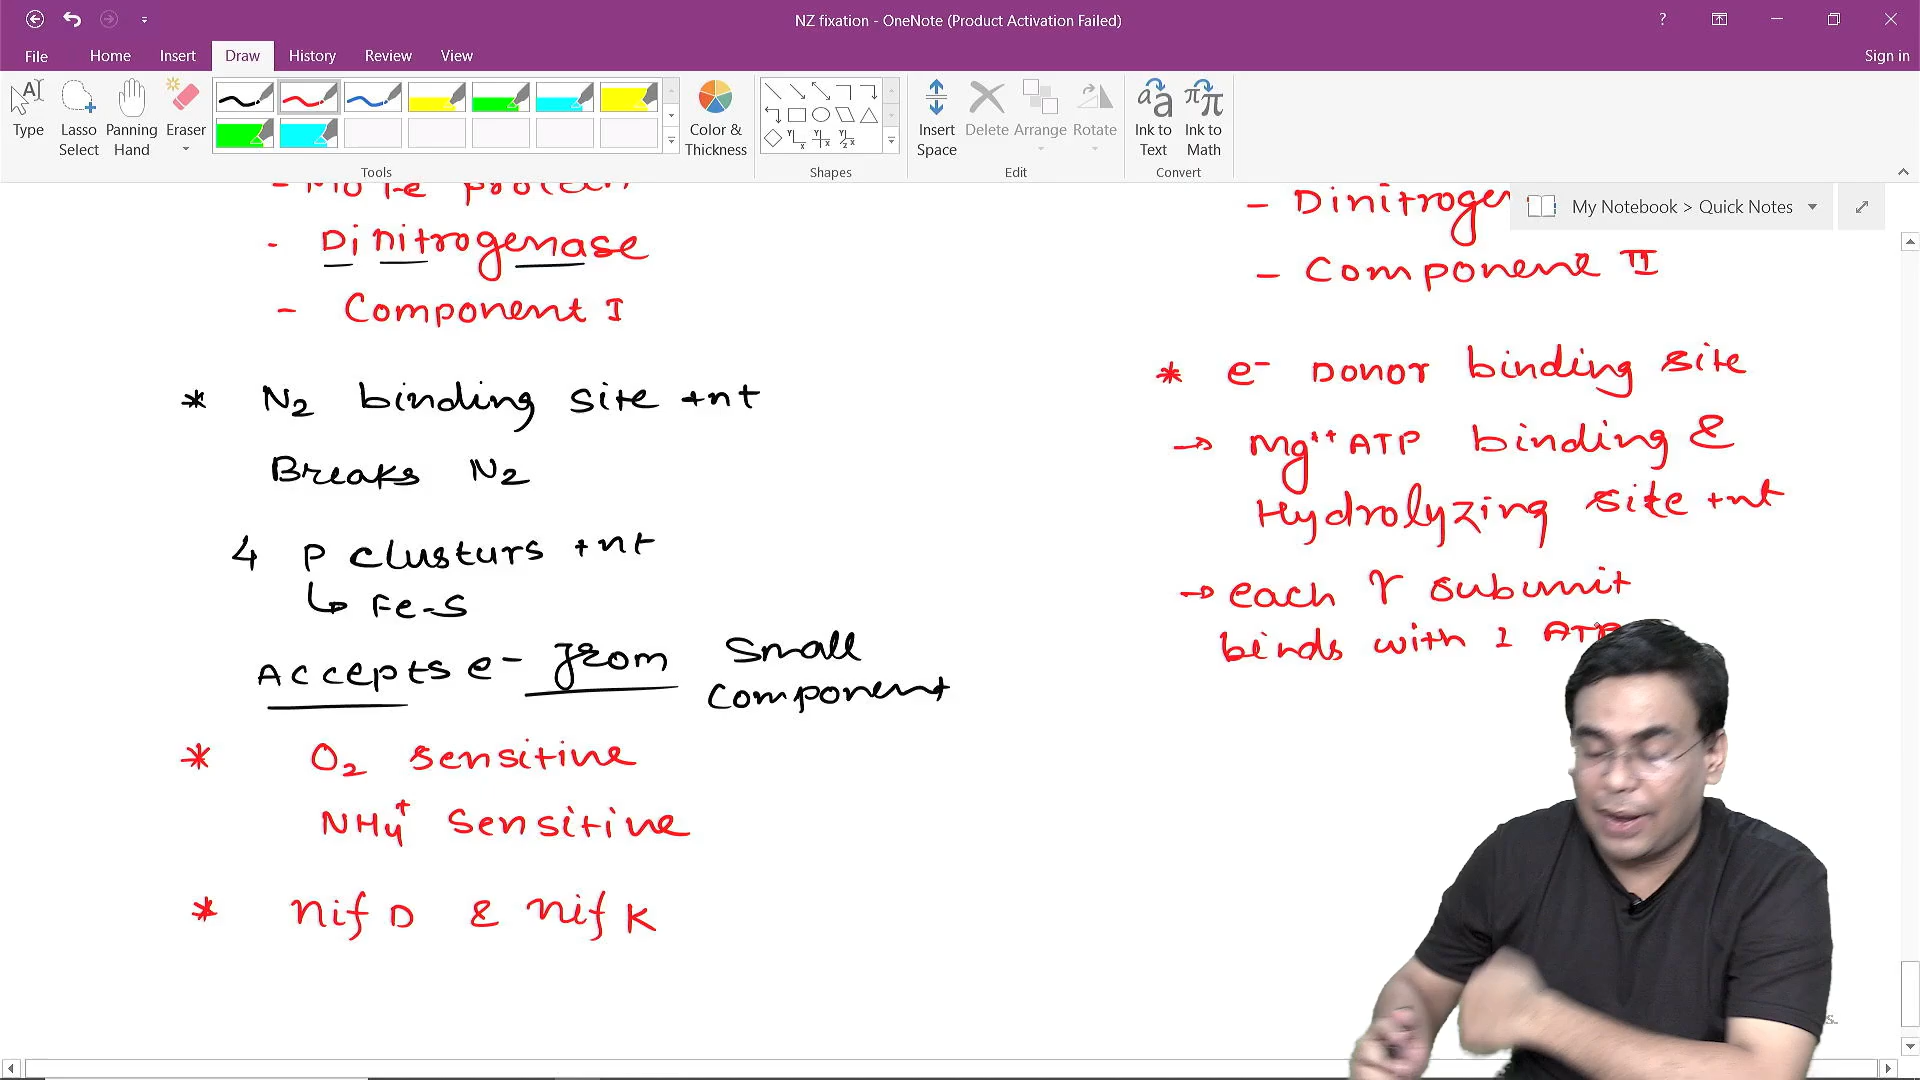 NZ fixation - OneNote (Product Activation Failed)
?
File Home Insert Draw History Review View
Sign in
Type
Lasso Select
Panning Hand
Eraser
Color & Thickness
Insert Space
Delete
Arrange
Rotate
Ink to Text
Ink to Math
Tools
Shapes
Edit
Convert
My Notebook > Quick Notes
- Mo Fe protein
- Dinitrogenase
- Component I
* N2 binding site +nt
Breaks N2
4 P clusturs +nt
↳ Fe-S
Accepts e- from small
component
* O2 sensitive
NH4+ sensitive
* nif D & nif K
- Component II
* e- Donor binding site
→ Mg++ ATP binding &
Hydrolyzing site +nt
→ each γ subunit
binds with 1 ATP